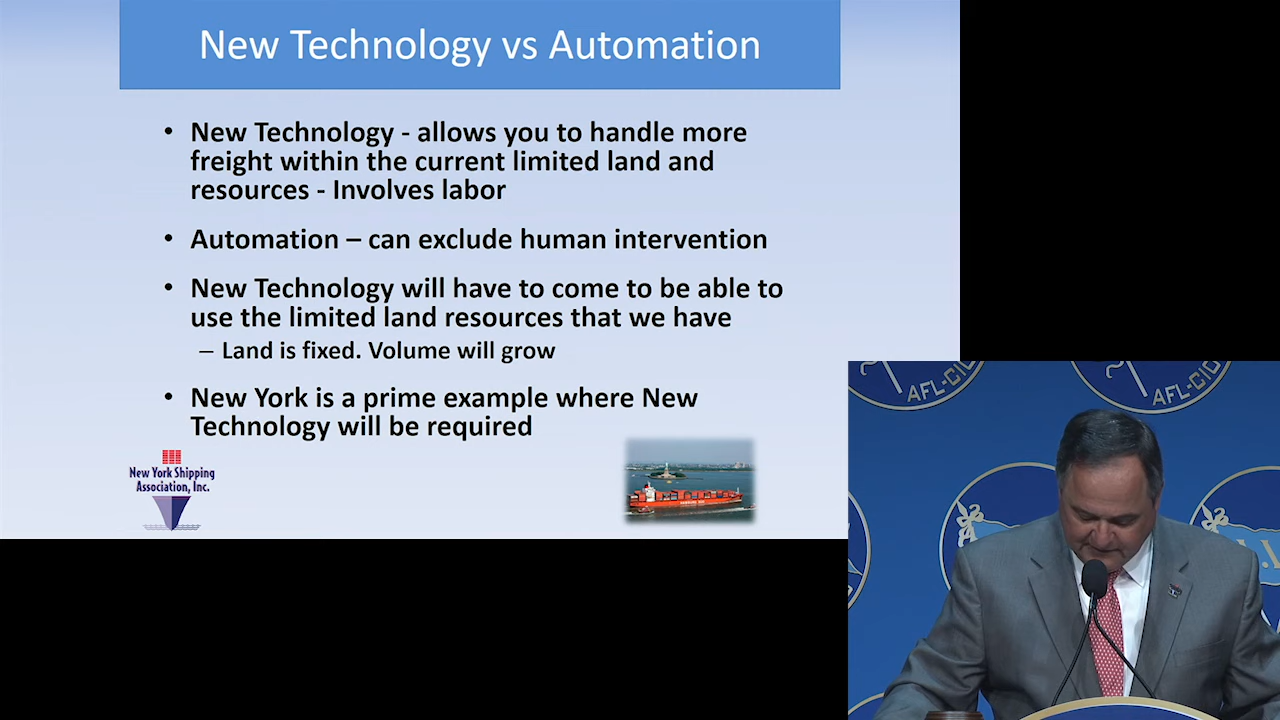 New Technology vs Automation
• New Technology - allows you to handle more
freight within the current limited land and
resources - Involves labor
• Automation – can exclude human intervention
• New Technology will have to come to be able to
use the limited land resources that we have
– Land is fixed. Volume will grow
• New York is a prime example where New
Technology will be required
New York Shipping
Association, Inc.
AFL-CIO
AFL-CIO